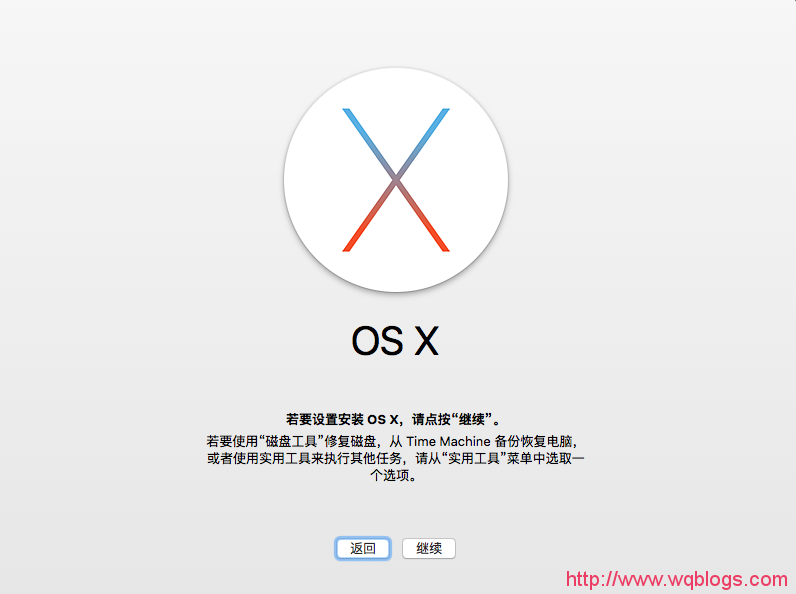 OS X
若要设置安装 OS X，请点按“继续”。
若要使用“磁盘工具”修复磁盘，从 Time Machine 备份恢复电脑，
或者使用实用工具来执行其他任务，请从“实用工具”菜单中选取一
个选项。
返回 继续
http://www.wqblogs.com